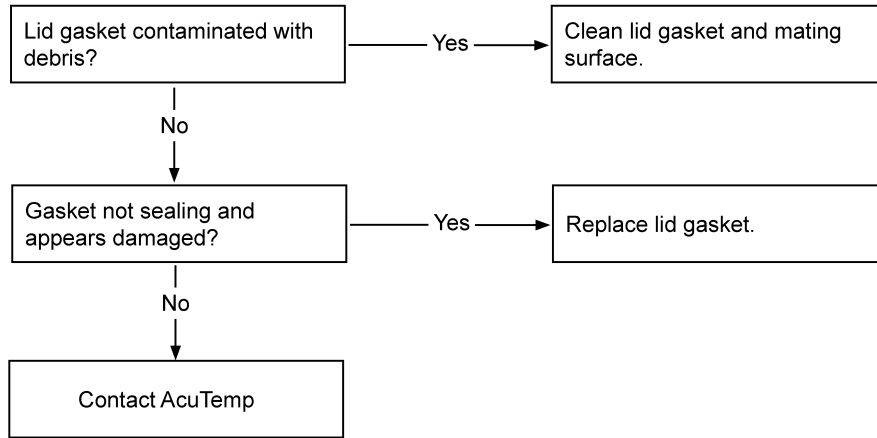 Lid gasket contaminated with
debris?
Yes
Clean lid gasket and mating
surface.
No
Gasket not sealing and
appears damaged?
Yes
Replace lid gasket.
No
Contact AcuTemp